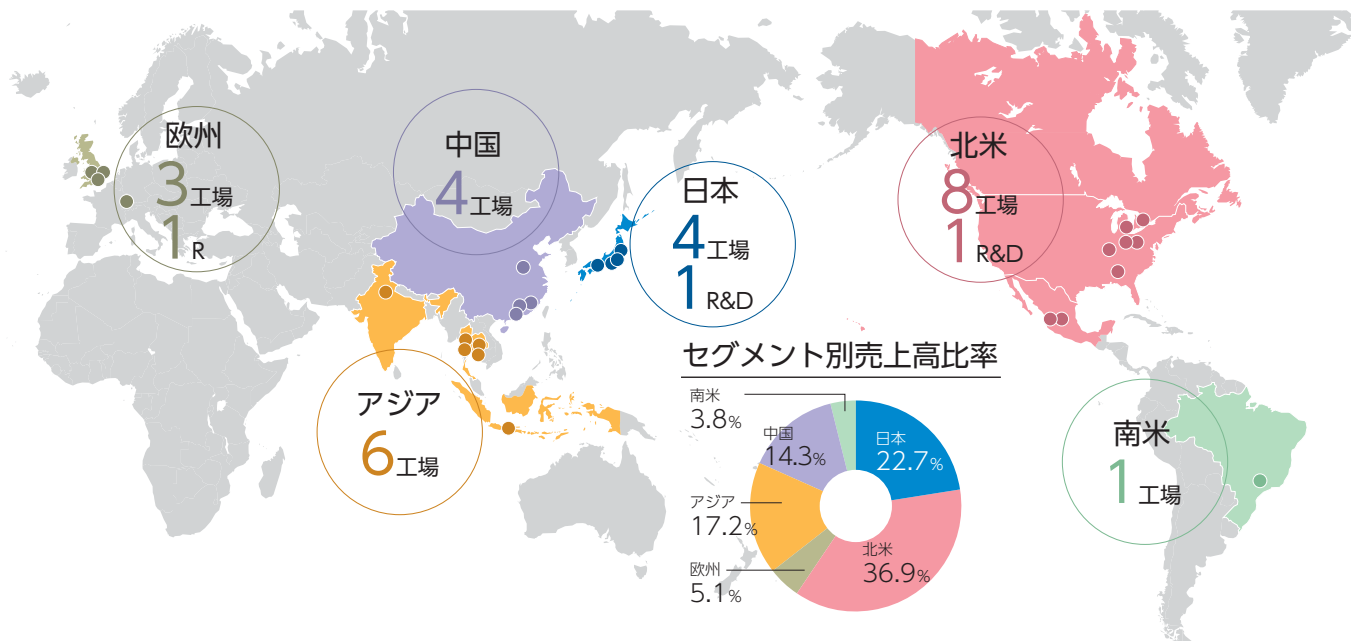 欧州
3工場
1R
中国
4工場
日本
4工場
1R&D
北米
8工場
1R&D
アジア
6工場
南米
1工場
セグメント別売上高比率
南米
3.8%
中国
14.3%
日本
22.7%
アジア
17.2%
北米
36.9%
欧州
5.1%